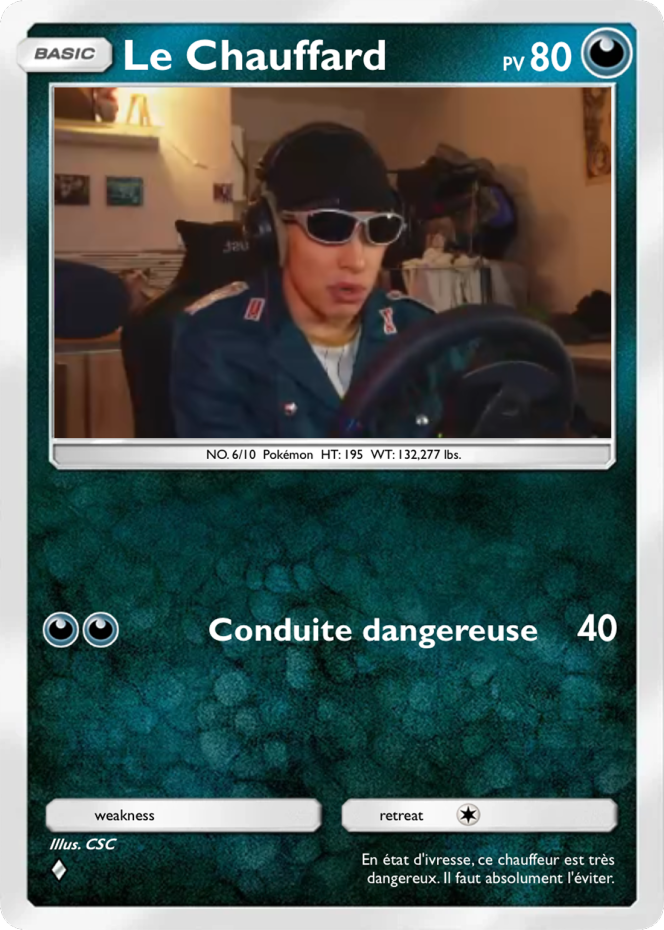 BASIC Le Chauffard PV 80
NO. 6/10 Pokémon HT: 195 WT: 132,277 lbs.
Conduite dangereuse 40
weakness retreat
Illus. CSC
En état d'ivresse, ce chauffeur est très
dangereux. Il faut absolument l'éviter.